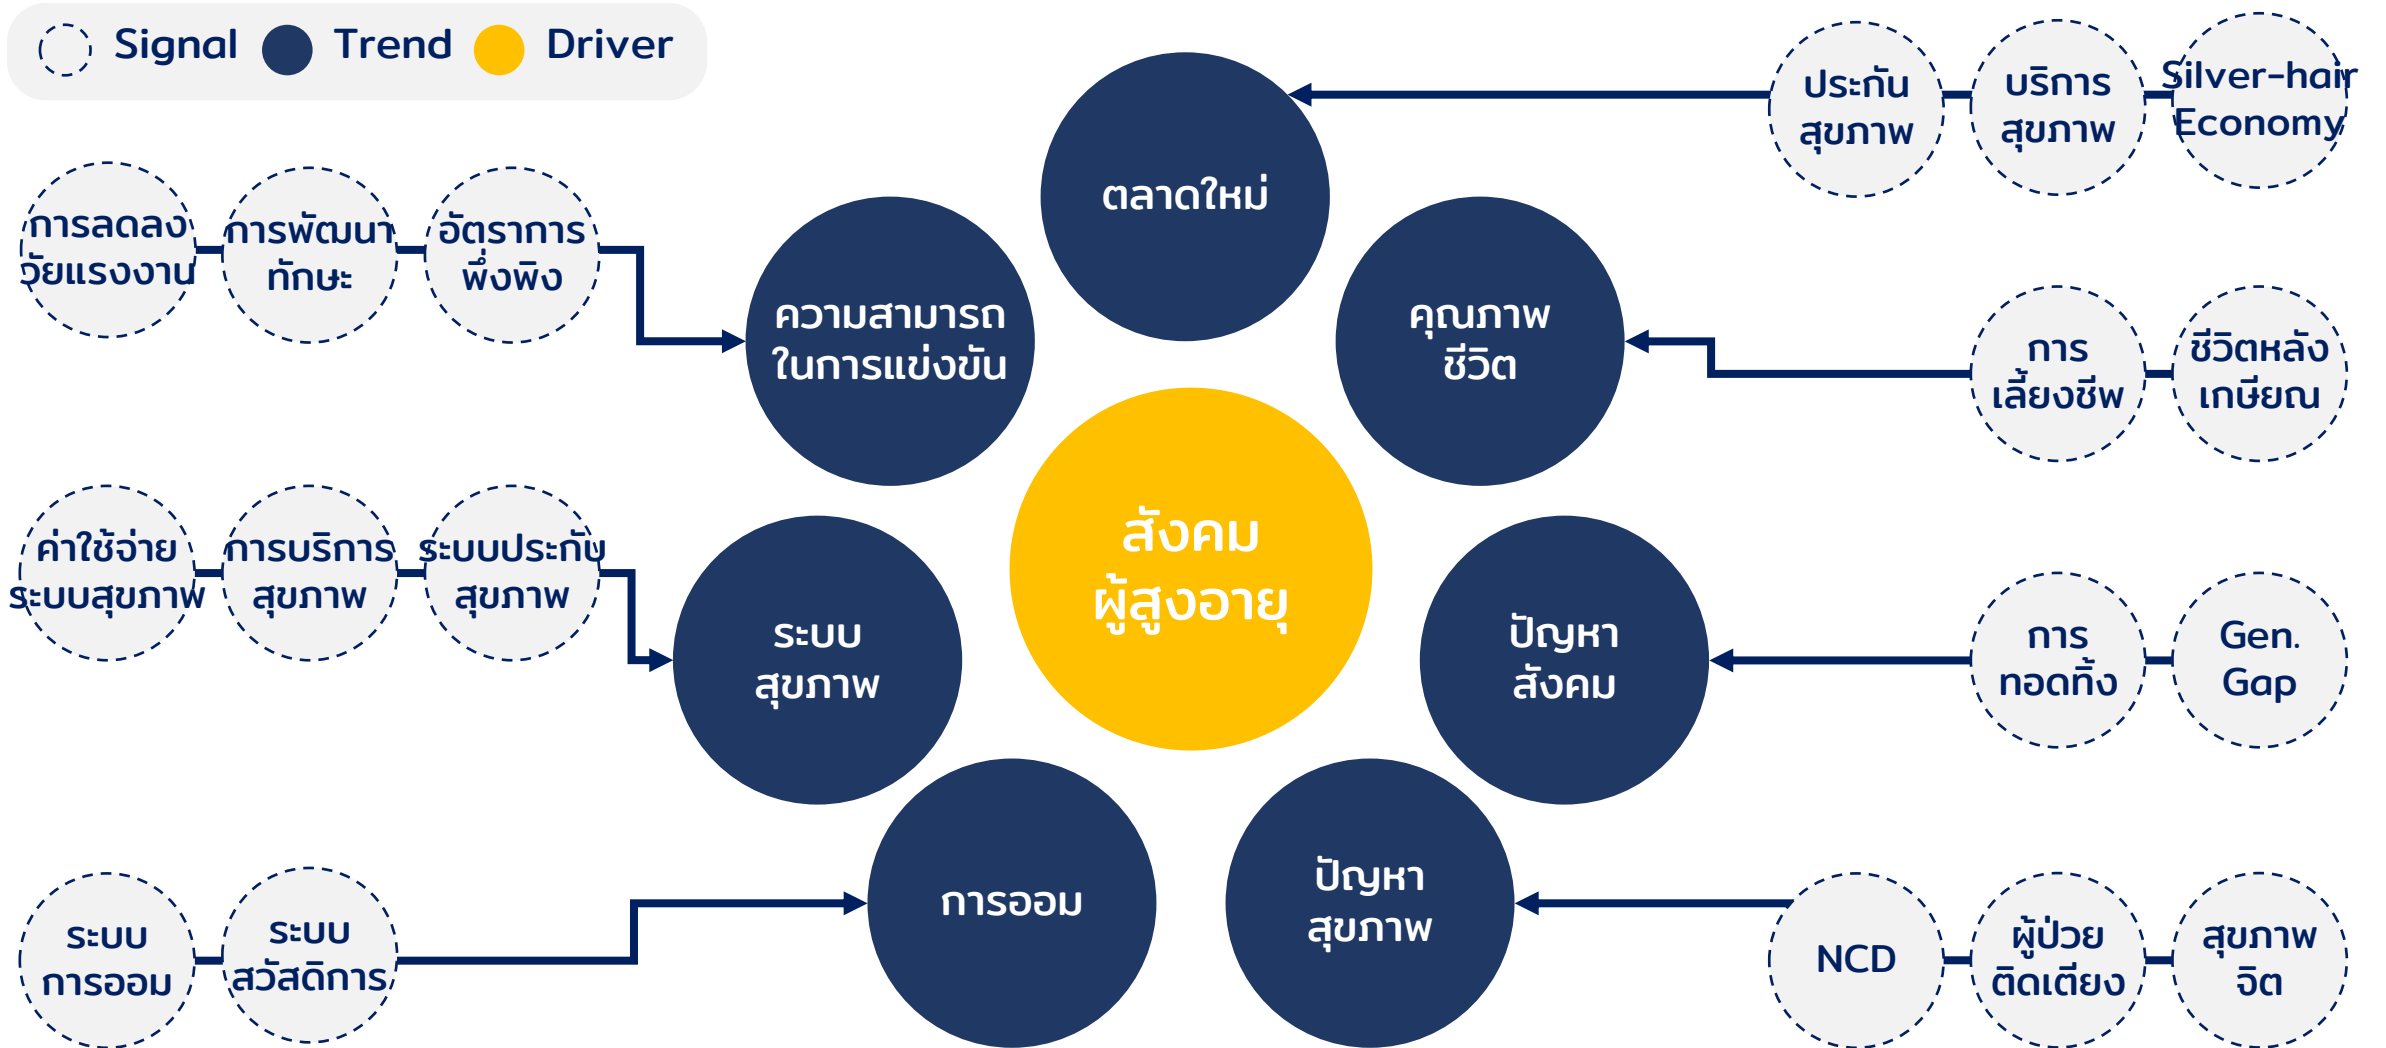 Signal
Trend
Driver
ตลาดใหม่
ประกัน
สุขภาพ
บริการ
สุขภาพ
Silver-hair
Economy
การลดลง
วัยแรงงาน
การพัฒนา
ทักษะ
อัตราการ
พึ่งพิง
ความสามารถ
ในการแข่งขัน
คุณภาพ
ชีวิต
การ
เลี้ยงชีพ
ชีวิตหลัง
เกษียณ
สังคม
ผู้สูงอายุ
ค่าใช้จ่าย
ระบบสุขภาพ
การบริการ
สุขภาพ
ระบบประกัน
สุขภาพ
ระบบ
สุขภาพ
ปัญหา
สังคม
การ
ทอดทิ้ง
Gen.
Gap
ระบบ
การออม
ระบบ
สวัสดิการ
การออม
ปัญหา
สุขภาพ
NCD
ผู้ป่วย
ติดเตียง
สุขภาพ
จิต